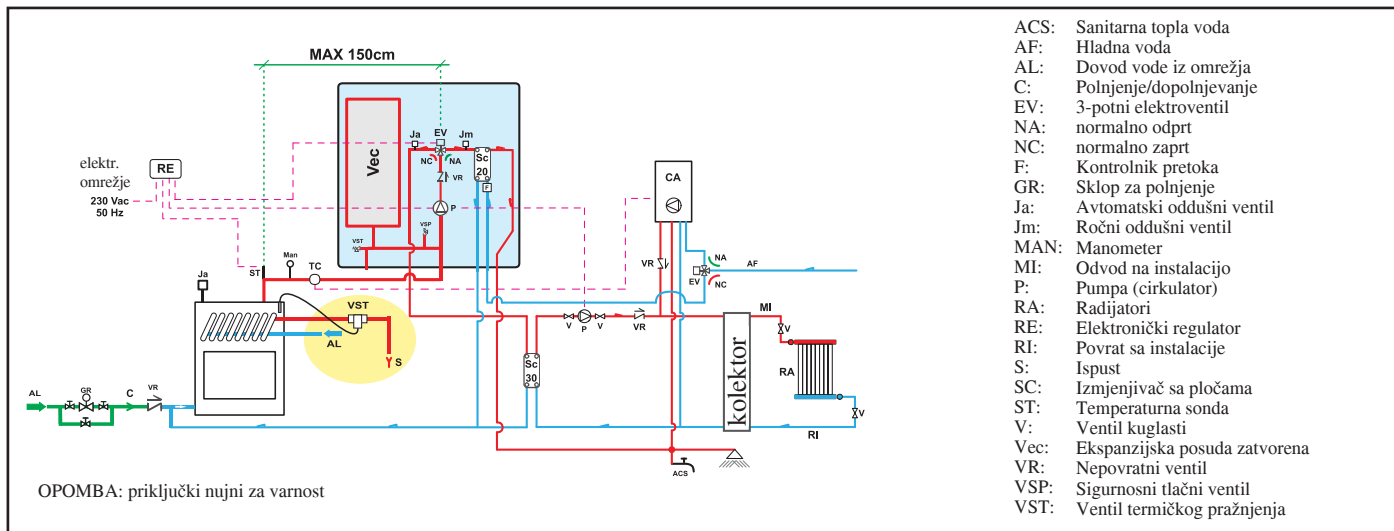 MAX 150cm
Ja
EV
Jm
NC
NA
Vec
Sc
20
F
VR
P
VSP
VST
elektr.
omrežje
RE
230 Vac
50 Hz
CA
Man
ST
TC
Ja
VST
AL
S
VR
NA
EV
NC
AF
MI
V
P
V
VR
V
Sc
30
kolektor
RA
V
RI
AL
GR
C
VR
ACS
OPOMBA: priključki nujni za varnost
ACS: Sanitarna topla voda
AF: Hladna voda
AL: Dovod vode iz omrežja
C: Polnjenje/dopolnjevanje
EV: 3-potni elektroventil
NA: normalno odprt
NC: normalno zaprt
F: Kontrolnik pretoka
GR: Sklop za polnjenje
Ja: Avtomatski oddušni ventil
Jm: Ročni oddušni ventil
MAN: Manometer
MI: Odvod na instalacijo
P: Pumpa (cirkulator)
RA: Radijatori
RE: Elektronički regulator
RI: Povrat sa instalacije
S: Ispust
SC: Izmjenjivač sa pločama
ST: Temperaturna sonda
V: Ventil kuglasti
Vec: Ekspanzijska posuda zatvorena
VR: Nepovratni ventil
VSP: Sigurnosni tlačni ventil
VST: Ventil termičkog pražnjenja